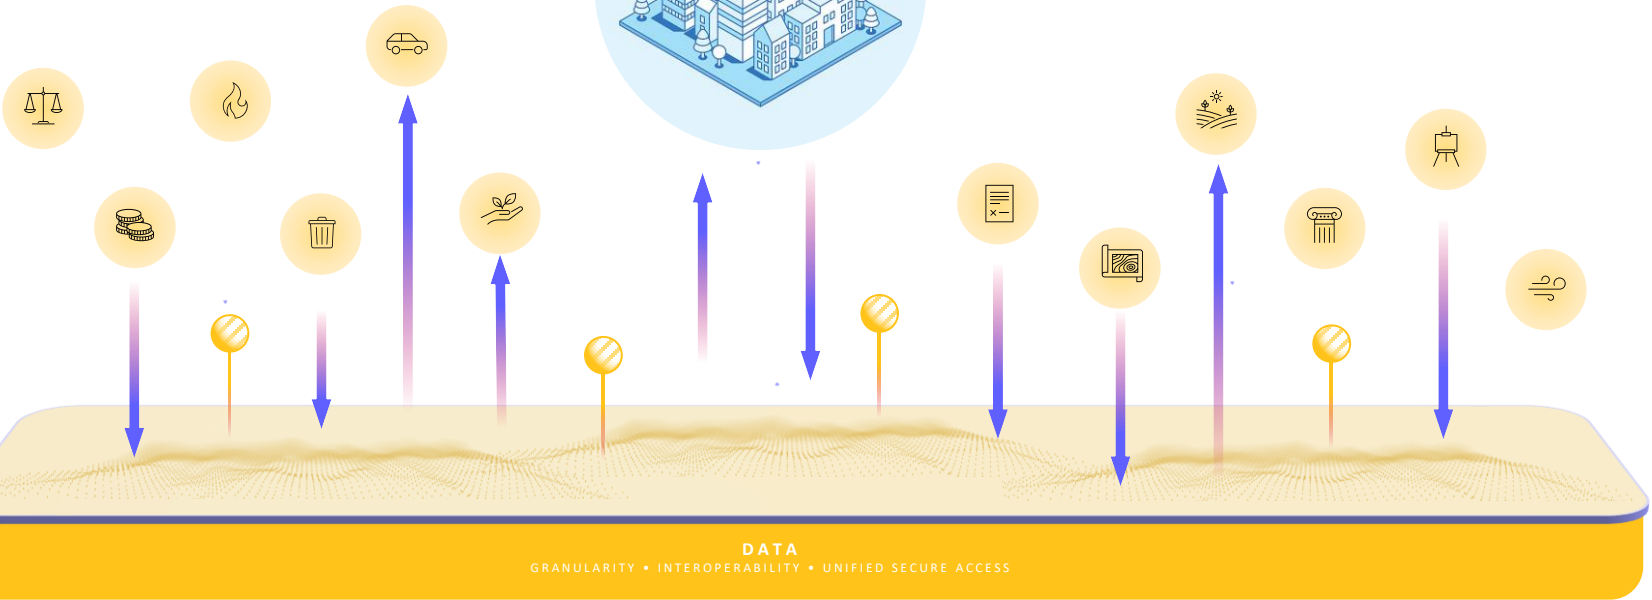 DATA
GRANULARITY • INTEROPERABILITY • UNIFIED SECURE ACCESS